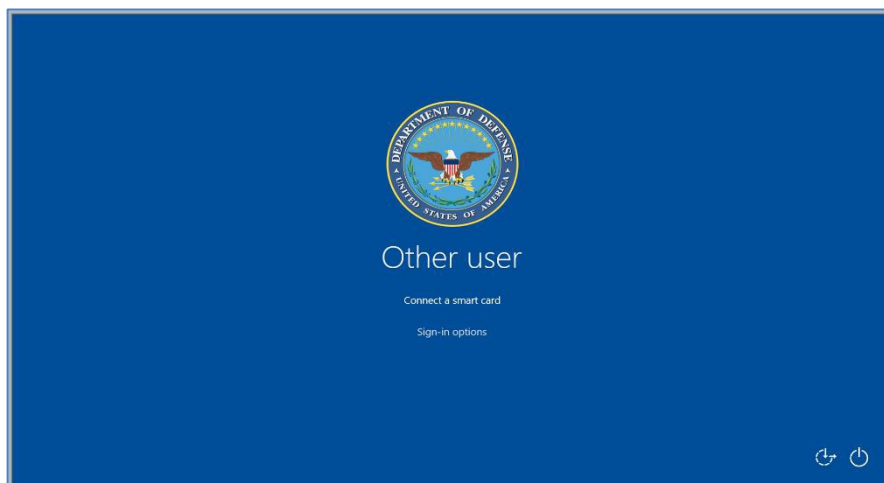 DEPARTMENT OF DEFENSE
UNITED STATES OF AMERICA
Other user
Connect a smart card
Sign-in options